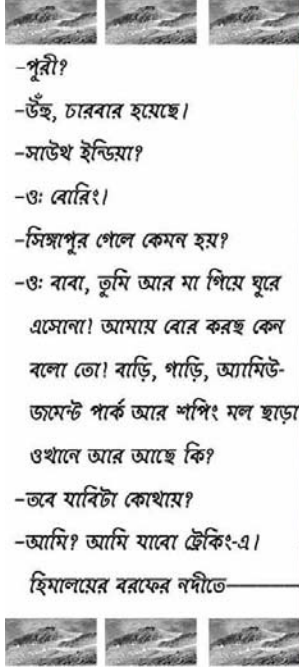 –পুরী?
–উঁহু, চারবার হয়েছে।
–সাউথ ইন্ডিয়া?
–ওঃ বোরিং।
–সিঙ্গাপুর গেলে কেমন হয়?
–ওঃ বাবা, তুমি আর মা গিয়ে ঘুরে
এসোনা! আমায় বোর করছ কেন
বলো তো! বাড়ি, গাড়ি, অ্যামিউ-
জমেন্ট পার্ক আর শপিং মল ছাড়া
ওখানে আর আছে কি?
–তবে যাবিটা কোথায়?
–আমি? আমি যাবো ট্রেকিং-এ।
হিমালয়ের বরফের নদীতে———